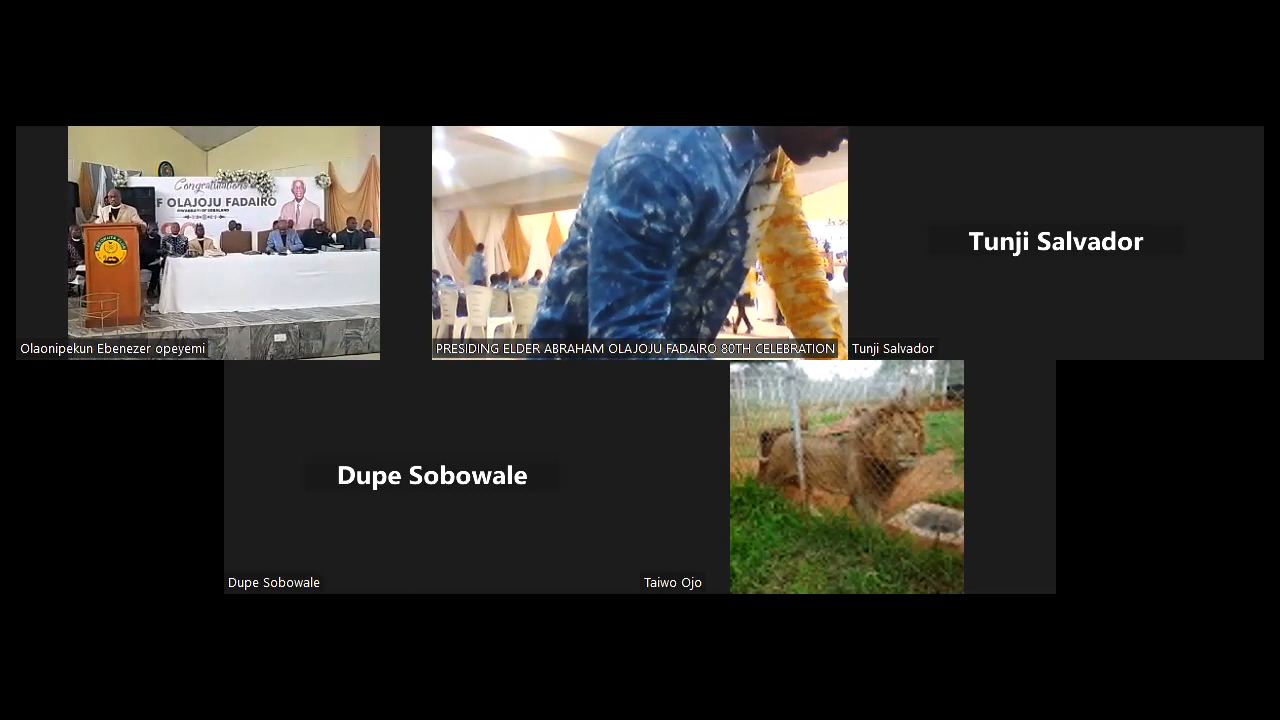 Congratulations
F OLAJOJU FADAIRO
Olaonipekun Ebenezer opeyemi
PRESIDING ELDER ABRAHAM OLAJOJU FADAIRO 80TH CELEBRATION
Tunji Salvador
Tunji Salvador
Dupe Sobowale
Dupe Sobowale
Taiwo Ojo